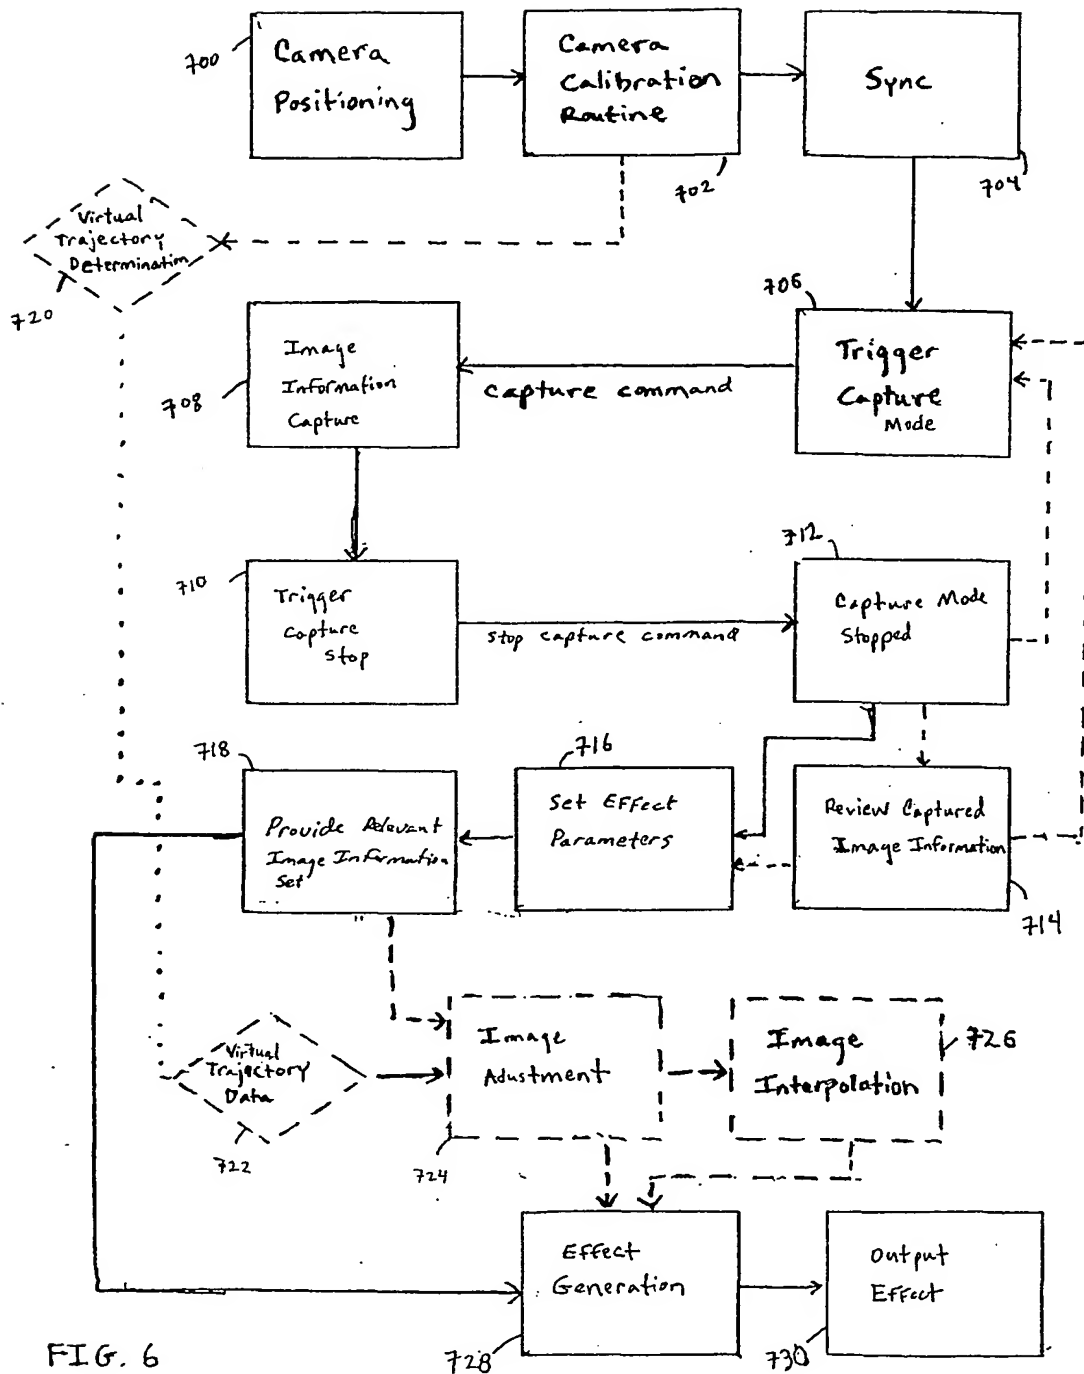 700
Camera
Positioning
Camera
Calibration
Routine
702
Sync
704
Virtual
Trajectory
Determination
720
706
Trigger
Capture
Mode
capture command
Image
Information
Capture
708
710
Trigger
Capture
Stop
stop capture command
712
Capture Mode
Stopped
718
Provide Relevant
Image Information
Set
716
Set Effect
Parameters
Review Captured
Image Information
714
Virtual
Trajectory
Data
722
Image
Adustment
724
Image
Interpolation
726
Effect
Generation
728
Output
Effect
730
FIG. 6